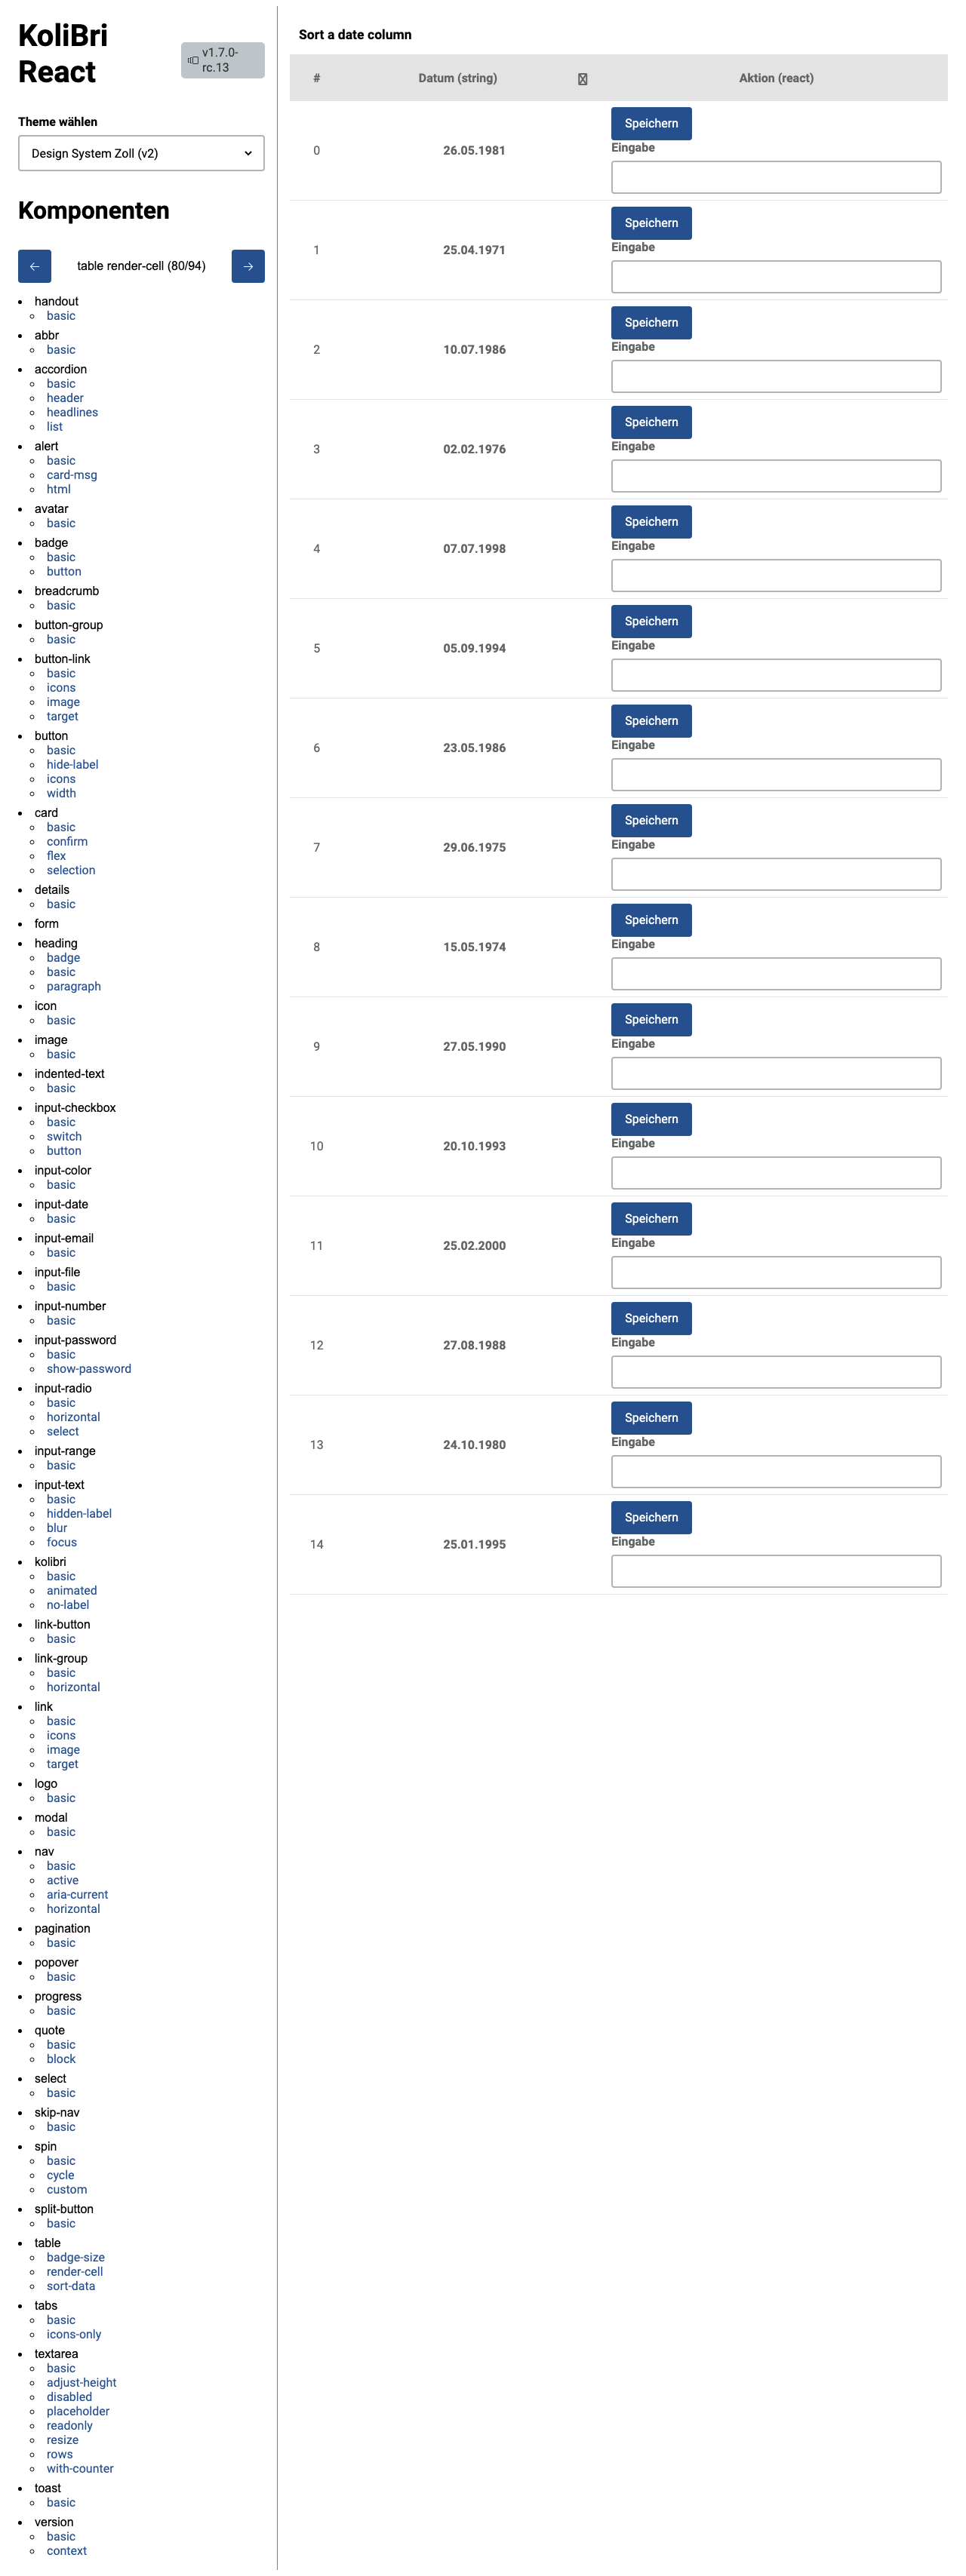 KoliBri
React
v1.7.0-
rc.13
Theme wählen
Design System Zoll (v2)
Komponenten
table render-cell (80/94)
handout
basic
abbr
basic
accordion
basic
header
headlines
list
alert
basic
card-msg
html
avatar
basic
badge
basic
button
breadcrumb
basic
button-group
basic
button-link
basic
icons
image
target
button
basic
hide-label
icons
width
card
basic
confirm
flex
selection
details
basic
form
heading
badge
basic
paragraph
icon
basic
image
basic
indented-text
basic
input-checkbox
basic
switch
button
input-color
basic
input-date
basic
input-email
basic
input-file
basic
input-number
basic
input-password
basic
show-password
input-radio
basic
horizontal
select
input-range
basic
input-text
basic
hidden-label
blur
focus
kolibri
basic
animated
no-label
link-button
basic
link-group
basic
horizontal
link
basic
icons
image
target
logo
basic
modal
basic
nav
basic
active
aria-current
horizontal
pagination
basic
popover
basic
progress
basic
quote
basic
block
select
basic
skip-nav
basic
spin
basic
cycle
custom
split-button
basic
table
badge-size
render-cell
sort-data
tabs
basic
icons-only
textarea
basic
adjust-height
disabled
placeholder
readonly
resize
rows
with-counter
toast
basic
version
basic
context
Sort a date column
# Datum (string) Aktion (react)
Speichern
0 26.05.1981
Eingabe
Speichern
1 25.04.1971
Eingabe
Speichern
2 10.07.1986
Eingabe
Speichern
3 02.02.1976
Eingabe
Speichern
4 07.07.1998
Eingabe
Speichern
5 05.09.1994
Eingabe
Speichern
6 23.05.1986
Eingabe
Speichern
7 29.06.1975
Eingabe
Speichern
8 15.05.1974
Eingabe
Speichern
9 27.05.1990
Eingabe
Speichern
10 20.10.1993
Eingabe
Speichern
11 25.02.2000
Eingabe
Speichern
12 27.08.1988
Eingabe
Speichern
13 24.10.1980
Eingabe
Speichern
14 25.01.1995
Eingabe